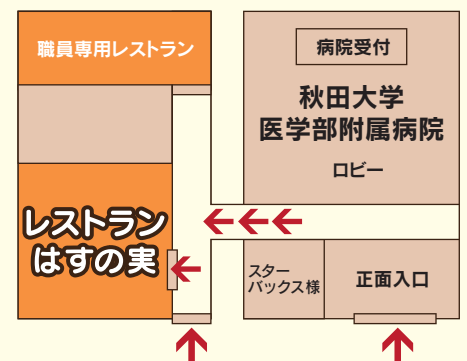 職員専用レストラン
病院受付
秋田大学
医学部附属病院
ロビー
レストラン
はすの実
スター
バックス様
正面入口